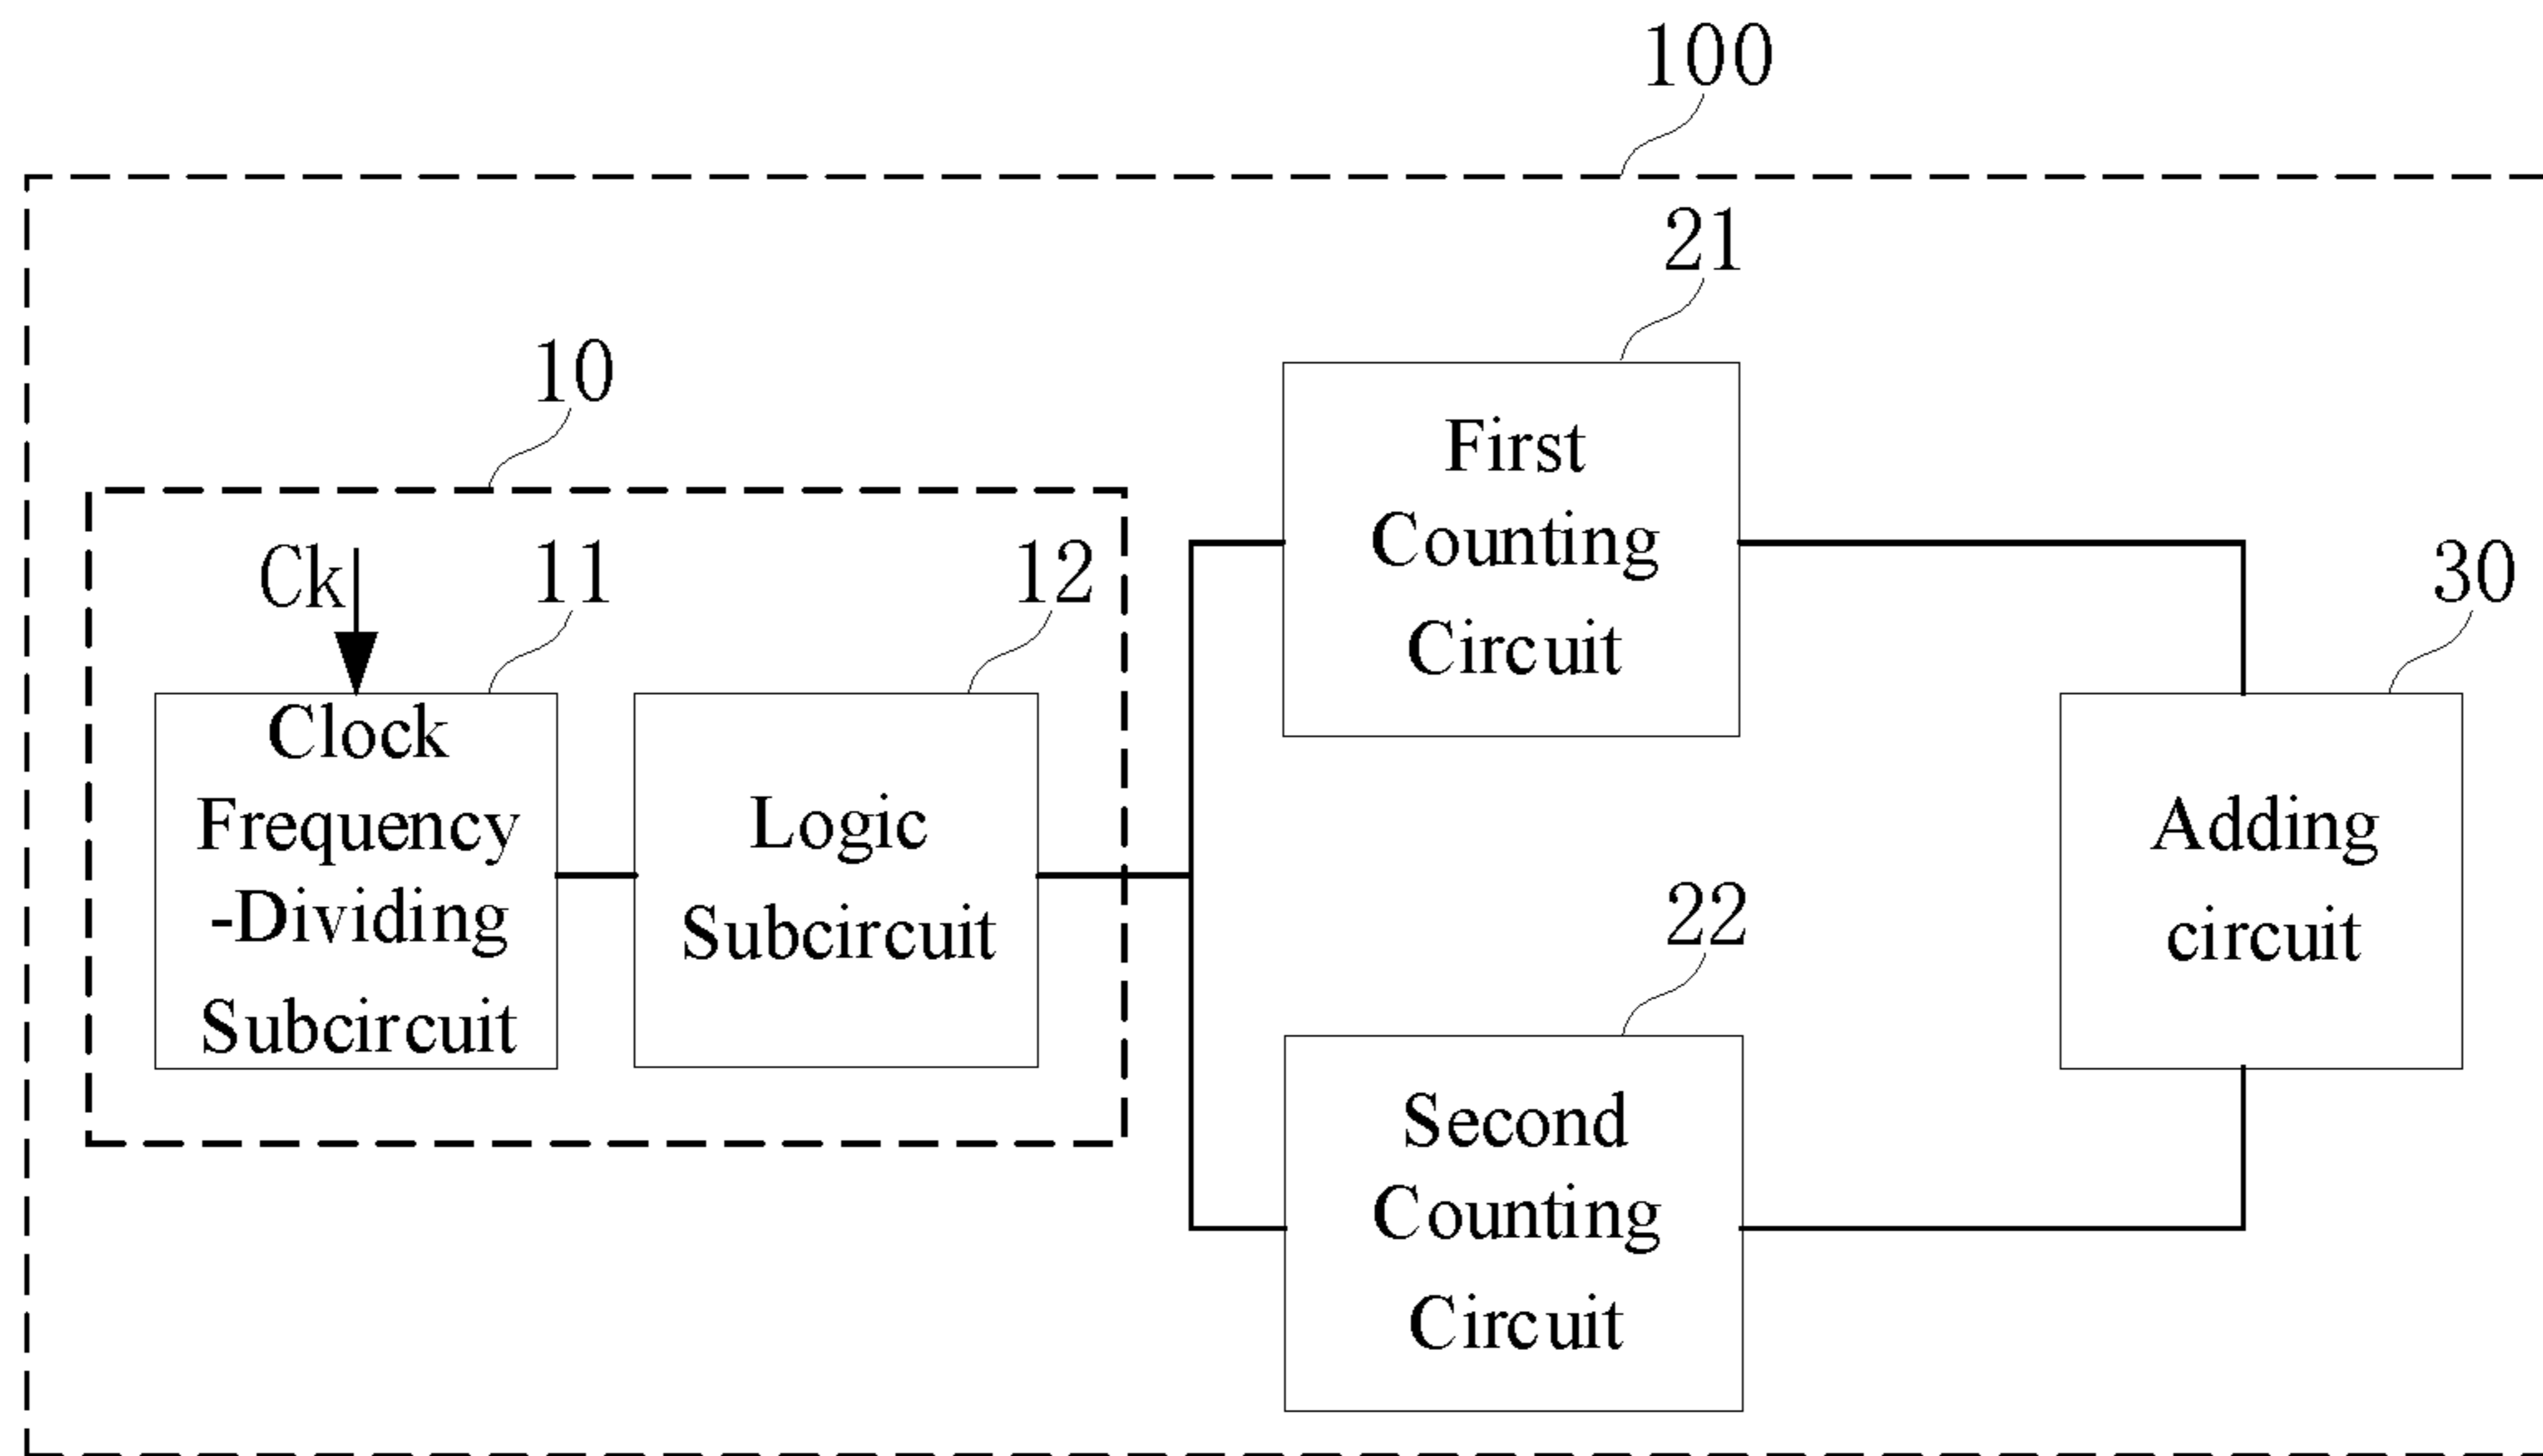 100
21
10
Ck
11
12
30
First
Counting
Circuit
Clock
Frequency
-Dividing
Subcircuit
Logic
Subcircuit
Adding
circuit
22
Second
Counting
Circuit